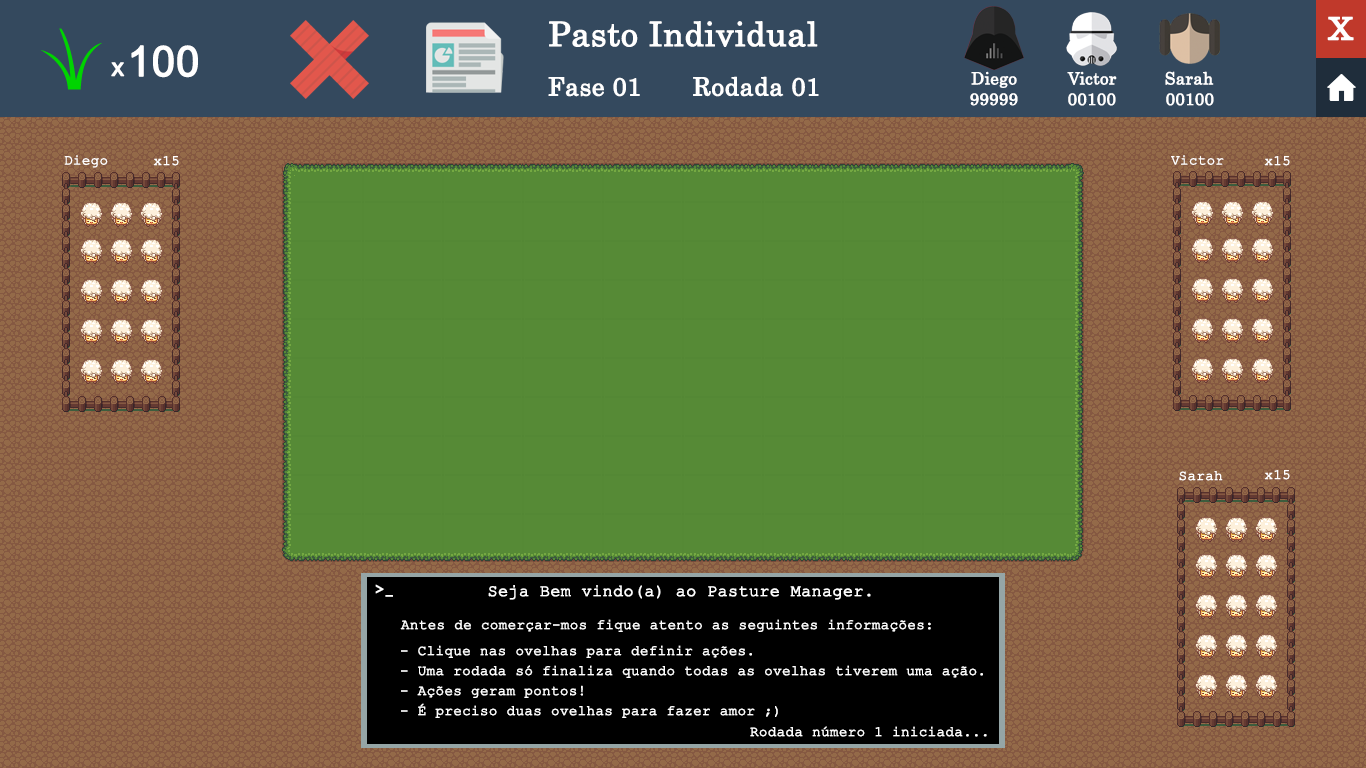 x100
Pasto Individual
Fase 01 Rodada 01
Diego
99999
Victor
00100
Sarah
00100
X
Diego x15
Victor x15
Sarah x15
>_ Seja Bem vindo(a) ao Pasture Manager.
Antes de comerçar-mos fique atento as seguintes informações:
- Clique nas ovelhas para definir ações.
- Uma rodada só finaliza quando todas as ovelhas tiverem uma ação.
- Ações geram pontos!
- É preciso duas ovelhas para fazer amor ;)
Rodada número 1 iniciada...